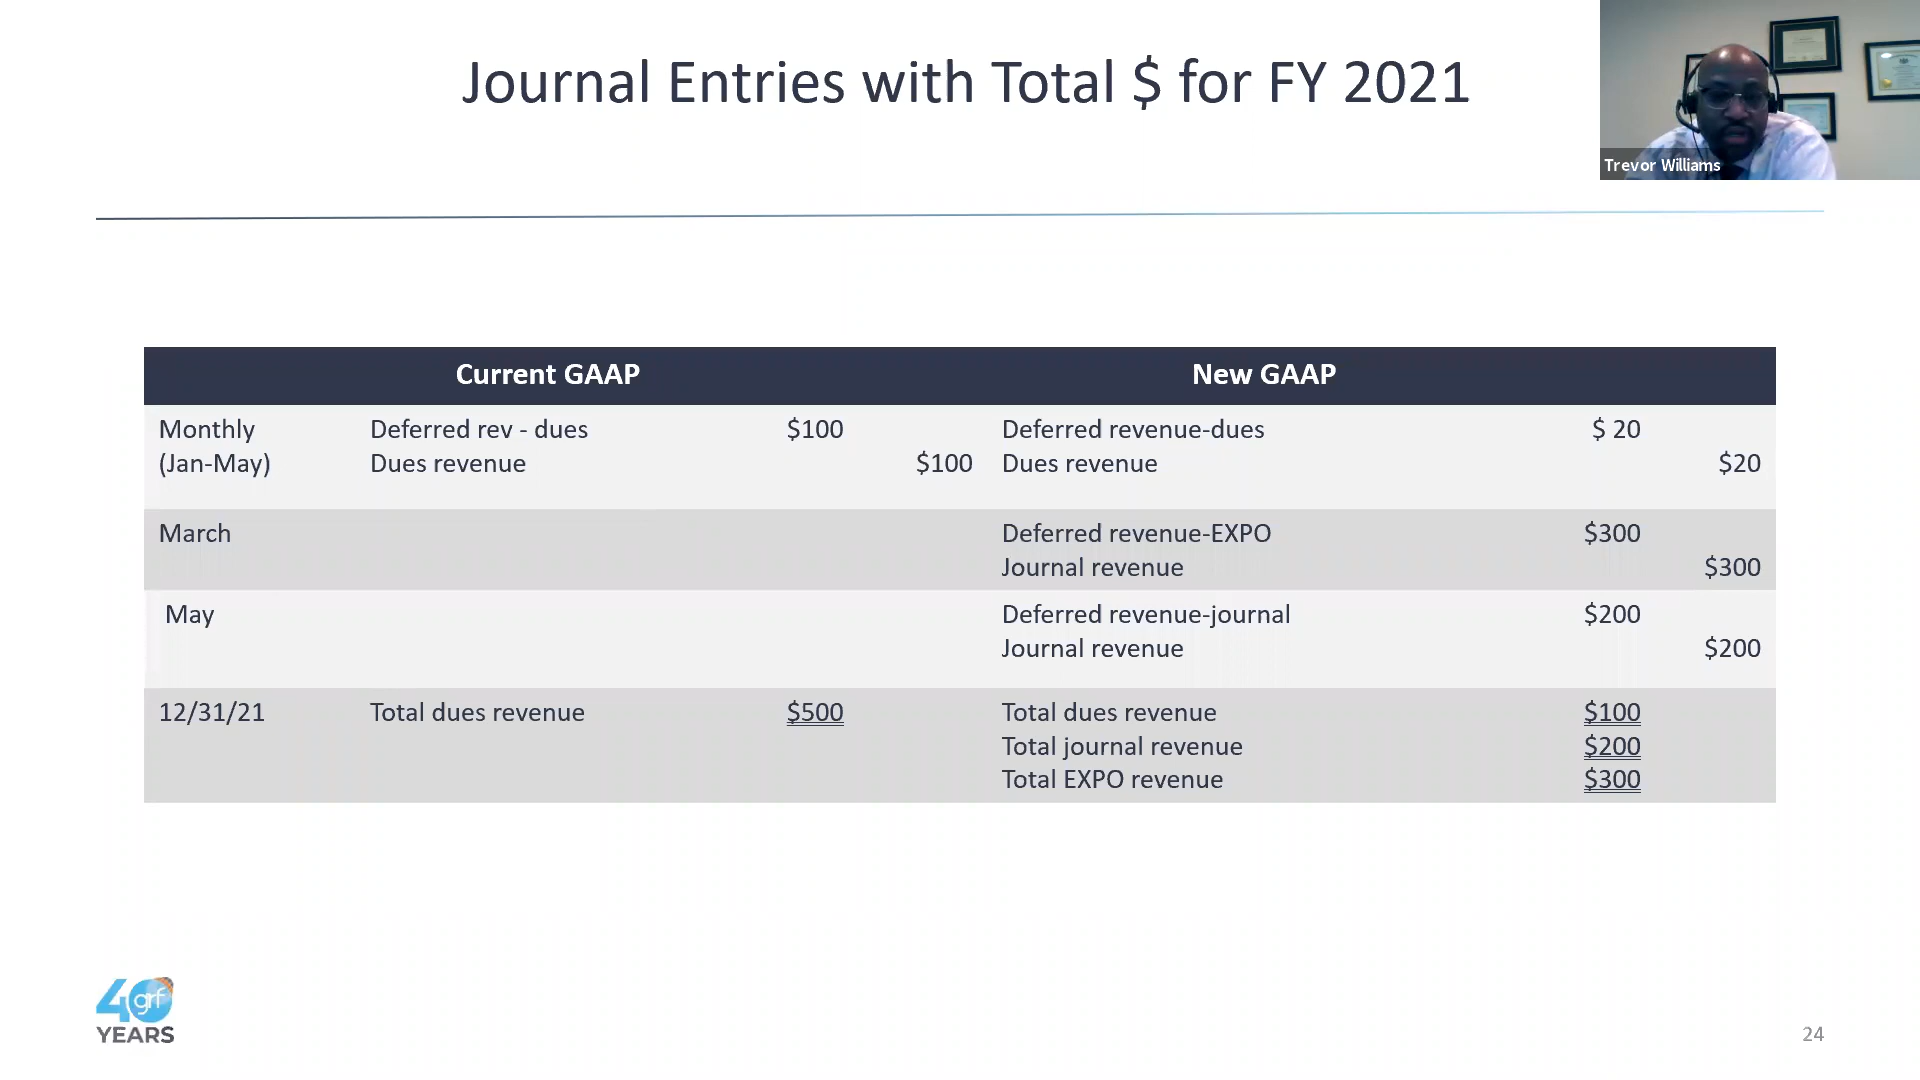 Journal Entries with Total $ for FY 2021
Trevor Williams
Current GAAP New GAAP
Monthly Deferred rev - dues $100 Deferred revenue-dues $ 20
(Jan-May) Dues revenue $100 Dues revenue $20
March Deferred revenue-EXPO $300
Journal revenue $300
May Deferred revenue-journal $200
Journal revenue $200
12/31/21 Total dues revenue $500 Total dues revenue $100
Total journal revenue $200
Total EXPO revenue $300
40 grf
YEARS
24